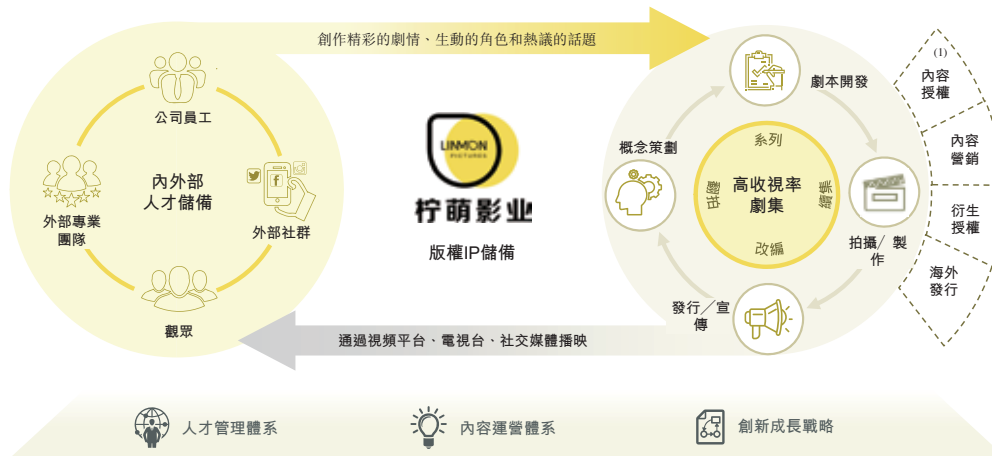 創作精彩的劇情、生動的角色和熱議的話題
公司員工
內外部
人才儲備
外部專業
團隊
外部社群
觀眾
LINMON
PICTURES
柠萌影业
版權IP儲備
劇本開發
概念策劃
系列
翻拍
高收視率
劇集
續集
改編
拍攝／製
作
發行／宣
傳
(1)
內容
授權
內容
營銷
衍生
授權
海外
發行
通過視頻平台、電視台、社交媒體播映
人才管理體系
內容運營體系
創新成長戰略